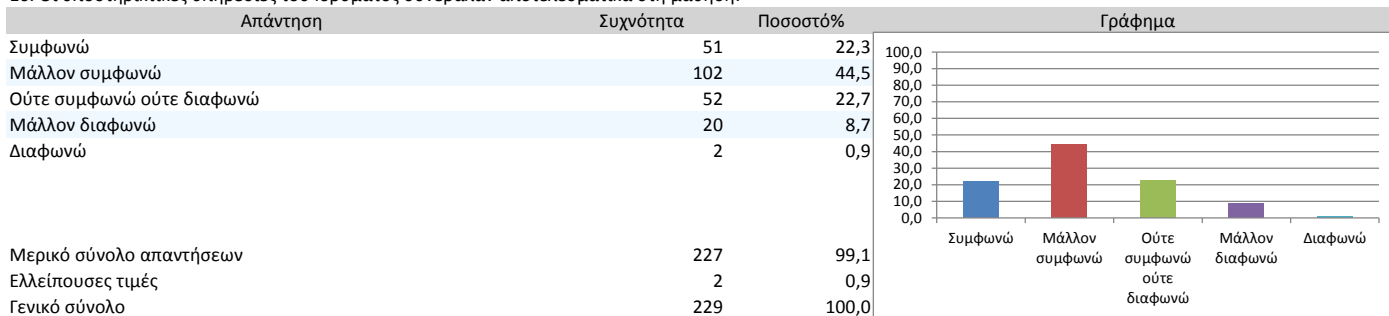 Απάντηση Συχνότητα Ποσοστό% Γράφημα
Συμφωνώ 51 22,3
Μάλλον συμφωνώ 102 44,5
Ούτε συμφωνώ ούτε διαφωνώ 52 22,7
Μάλλον διαφωνώ 20 8,7
Διαφωνώ 2 0,9
Μερικό σύνολο απαντήσεων 227 99,1
Ελλείπουσες τιμές 2 0,9
Γενικό σύνολο 229 100,0
100,0
90,0
80,0
70,0
60,0
50,0
40,0
30,0
20,0
10,0
0,0
Συμφωνώ Μάλλον Ούτε Μάλλον Διαφωνώ
συμφωνώ συμφωνώ διαφωνώ
ούτε
διαφωνώ